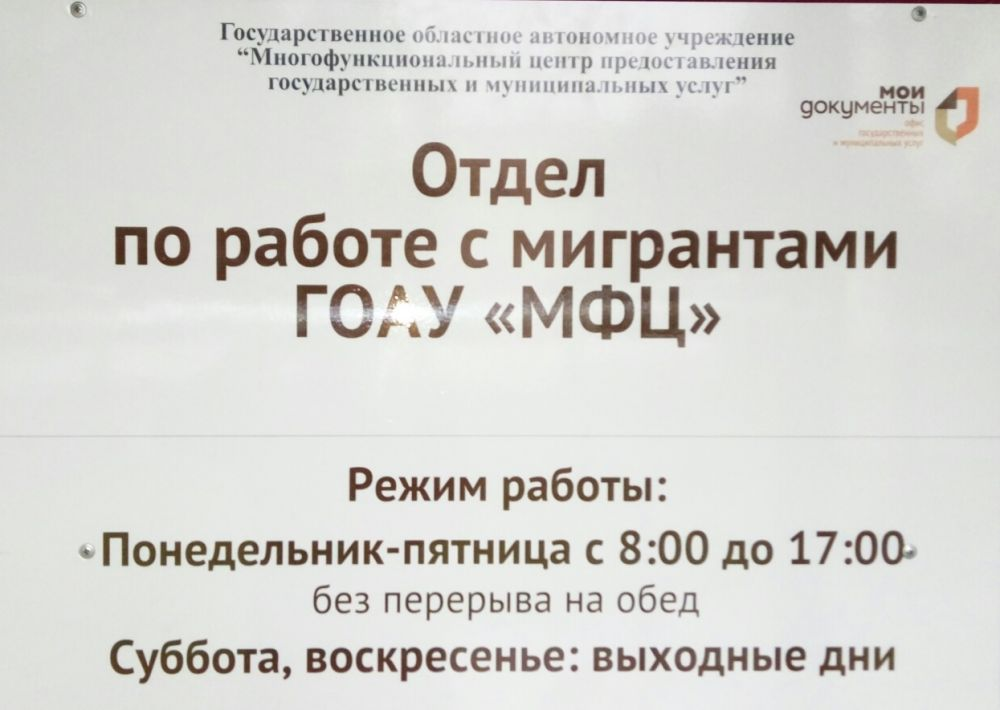 Государственное областное автономное учреждение
“Многофункциональный центр предоставления
государственных и муниципальных услуг”
мои
документы
офис
государственных
и муниципальных услуг
Отдел
по работе с мигрантами
ГОАУ «МФЦ»
Режим работы:
Понедельник-пятница с 8:00 до 17:00
без перерыва на обед
Суббота, воскресенье: выходные дни